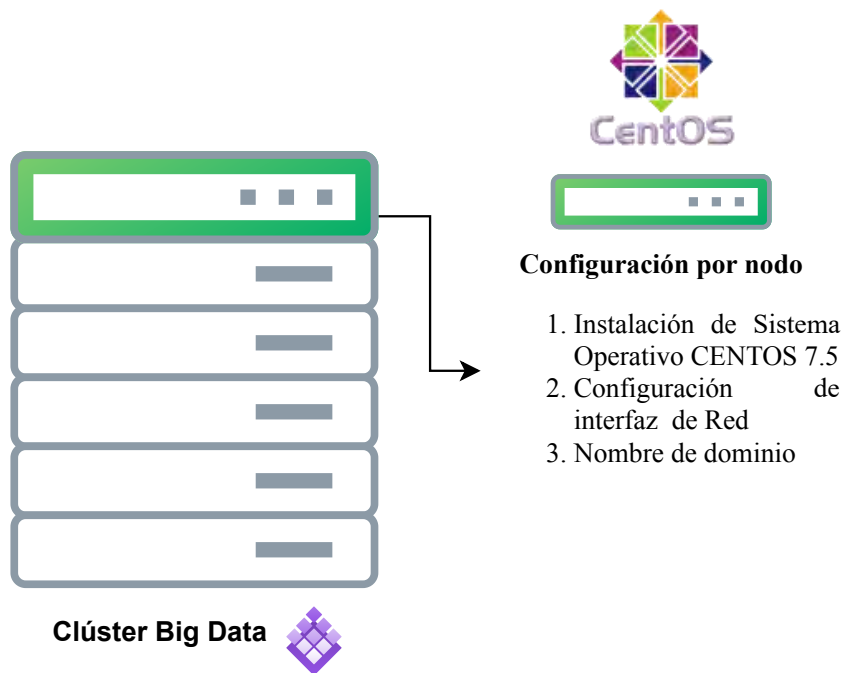 CentOS
Configuración por nodo
1. Instalación de Sistema
Operativo CENTOS 7.5
2. Configuración de
interfaz de Red
3. Nombre de dominio
Clúster Big Data